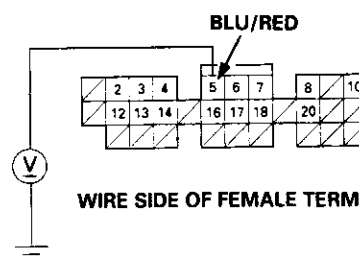 BLU/RED
2 3 4 5 6 7 8 10
12 13 14 16 17 18 20
V
WIRE SIDE OF FEMALE TERM